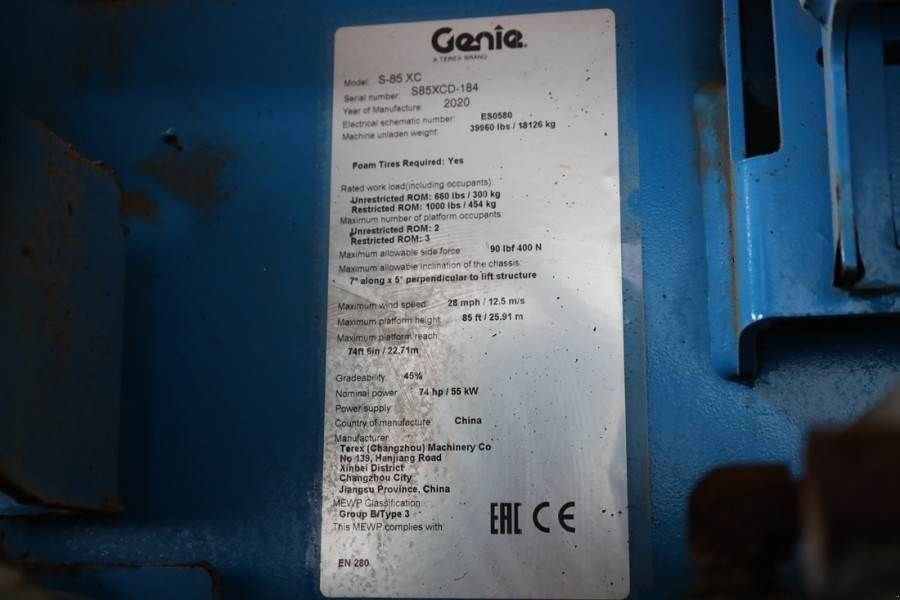 Genie
A TEREX BRAND
Model: S-85 XC
Serial number: S85XCD-184
Year of Manufacture: 2020
Electrical schematic number: ES0580
Machine unladen weight: 39960 lbs / 18126 kg
Foam Tires Required: Yes
Rated work load(including occupants):
Unrestricted ROM: 660 lbs / 300 kg
Restricted ROM: 1000 lbs / 454 kg
Maximum number of platform occupants:
Unrestricted ROM: 2
Restricted ROM: 3
Maximum allowable side force: 90 lbf 400 N
Maximum allowable inclination of the chassis:
7° along x 5° perpendicular to lift structure
Maximum wind speed: 28 mph / 12.5 m/s
Maximum platform height: 85 ft / 25.91 m
Maximum platform reach:
74ft 6in / 22.71m
Gradeability: 45%
Nominal power: 74 hp / 55 kW
Power supply:
Country of manufacture: China
Manufacturer:
Terex (Changzhou) Machinery Co
No 139, Hanjiang Road
Xinbei District
Changzhou City
Jiangsu Province, China
MEWP Classification:
Group B/Type 3
This MEWP complies with:
EAC CE
EN 280